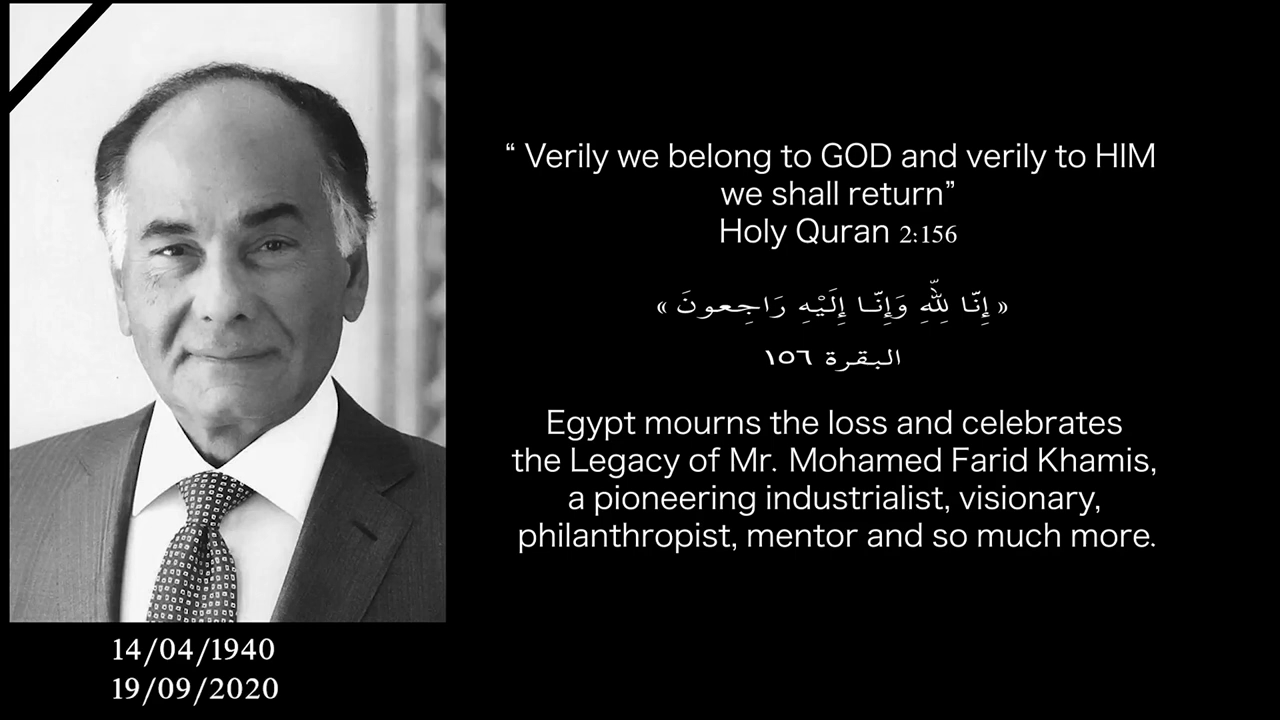 “ Verily we belong to GOD and verily to HIM
we shall return”
Holy Quran 2:156
« إِنَّا لِلَّهِ وَإِنَّا إِلَيْهِ رَاجِعونَ »
البقرة ١٥٦
Egypt mourns the loss and celebrates
the Legacy of Mr. Mohamed Farid Khamis,
a pioneering industrialist, visionary,
philanthropist, mentor and so much more.
14/04/1940
19/09/2020